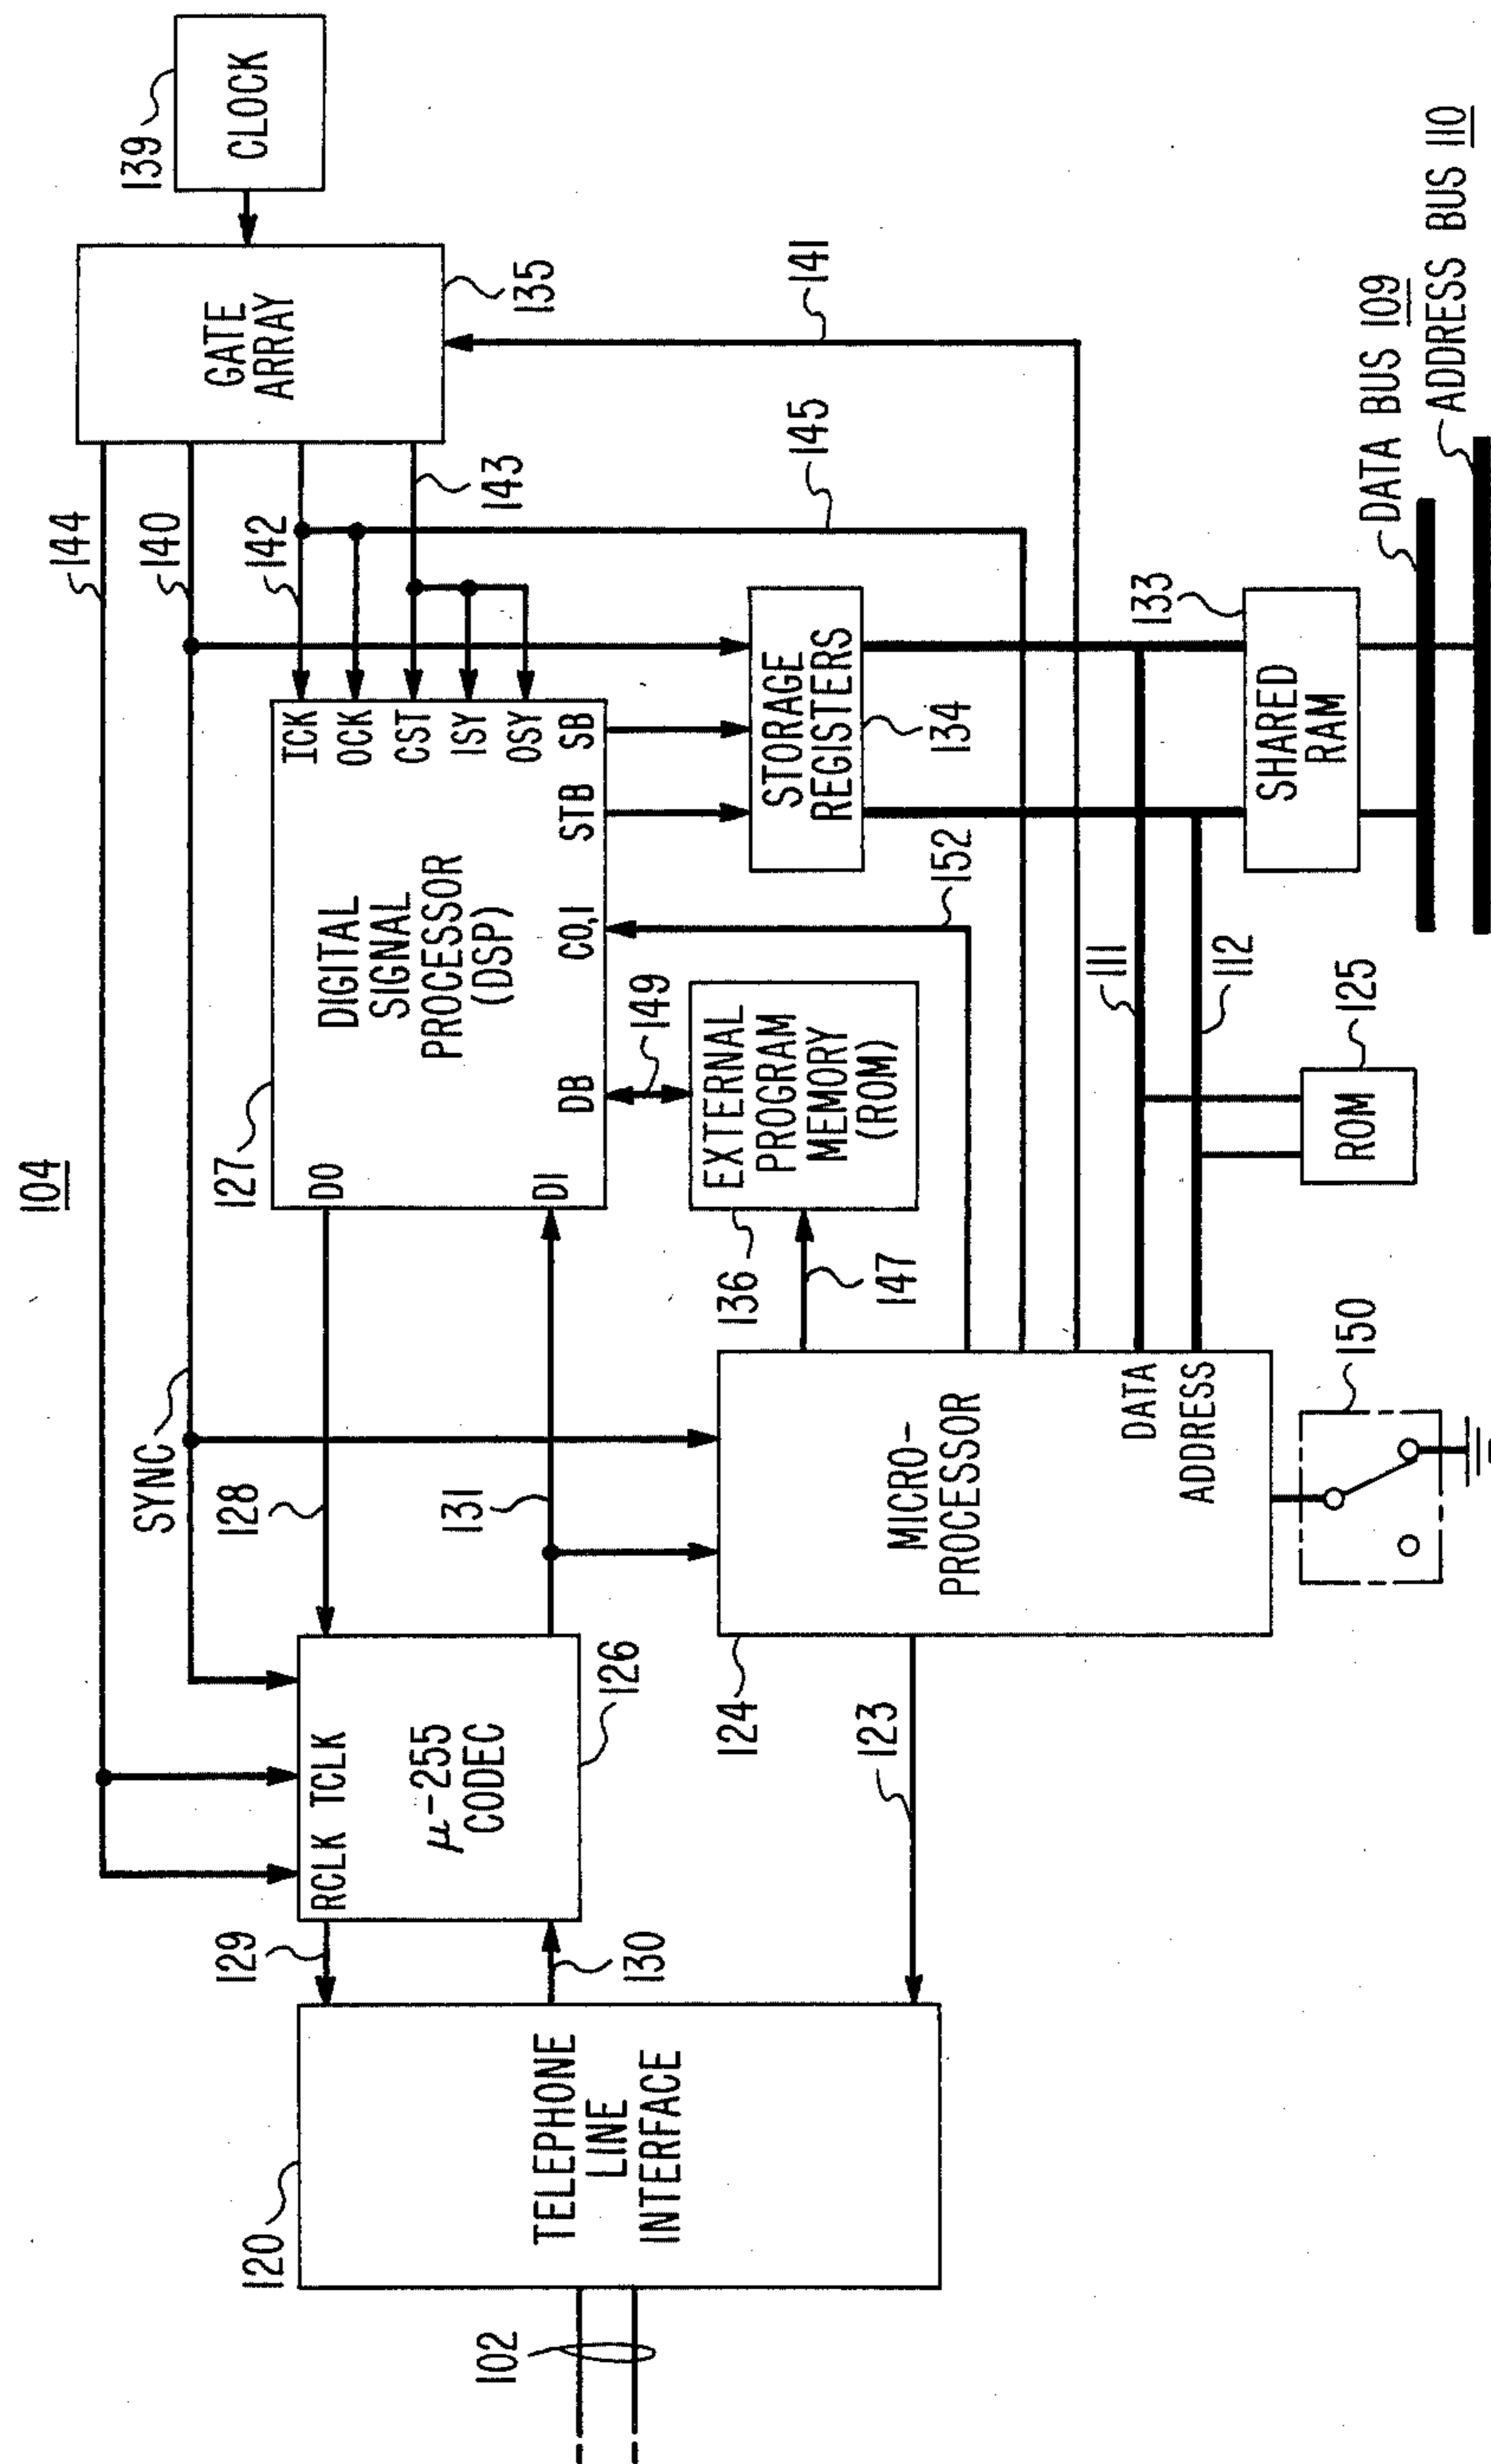 104
139
CLOCK
GATE
ARRAY
135
144
140
142
143
145
141
SYNC
128
131
127
DIGITAL
SIGNAL
PROCESSOR
(DSP)
DO
DI
DB
CO,I
STB
SB
ICK
OCK
CST
ISY
OSY
STORAGE
REGISTERS
134
133
SHARED
RAM
DATA BUS 109
ADDRESS BUS 110
149
EXTERNAL
PROGRAM
MEMORY
(ROM)
136
147
152
111
112
125
ROM
RCLK TCLK
μ-255
CODEC
126
129
130
MICRO-
PROCESSOR
DATA
ADDRESS
124
123
150
120
TELEPHONE
LINE
INTERFACE
102